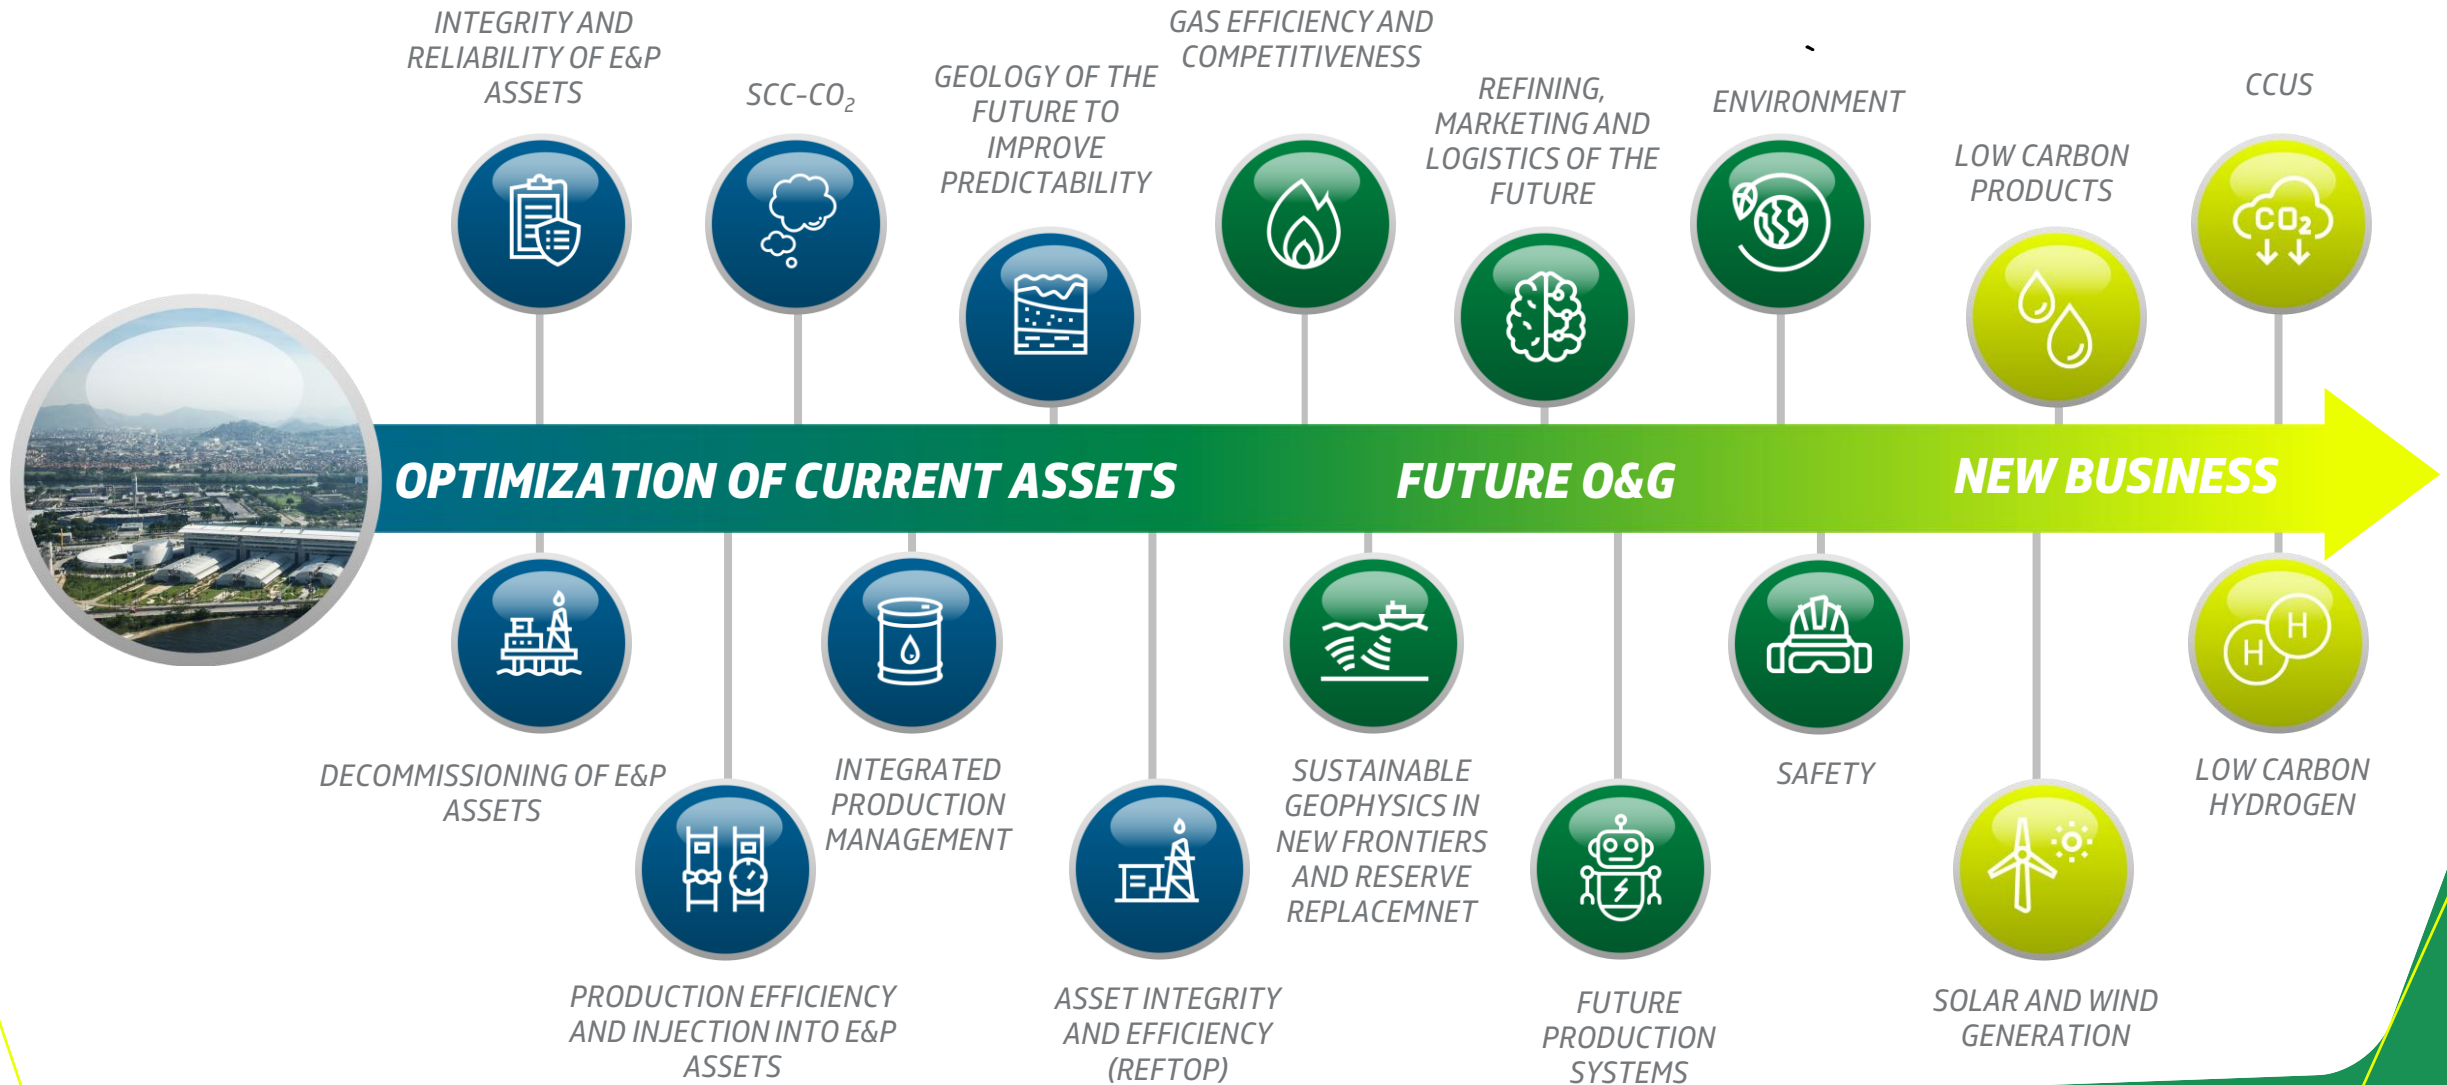 INTEGRITY AND
RELIABILITY OF E&P
ASSETS
SCC-CO₂
GEOLOGY OF THE
FUTURE TO
IMPROVE
PREDICTABILITY
GAS EFFICIENCY AND
COMPETITIVENESS
REFINING,
MARKETING AND
LOGISTICS OF THE
FUTURE
ENVIRONMENT
LOW CARBON
PRODUCTS
CCUS
CO₂
OPTIMIZATION OF CURRENT ASSETS
FUTURE O&G
NEW BUSINESS
H
H
DECOMMISSIONING OF E&P
ASSETS
PRODUCTION EFFICIENCY
AND INJECTION INTO E&P
ASSETS
INTEGRATED
PRODUCTION
MANAGEMENT
ASSET INTEGRITY
AND EFFICIENCY
(REFTOP)
SUSTAINABLE
GEOPHYSICS IN
NEW FRONTIERS
AND RESERVE
REPLACEMNET
FUTURE
PRODUCTION
SYSTEMS
SAFETY
SOLAR AND WIND
GENERATION
LOW CARBON
HYDROGEN